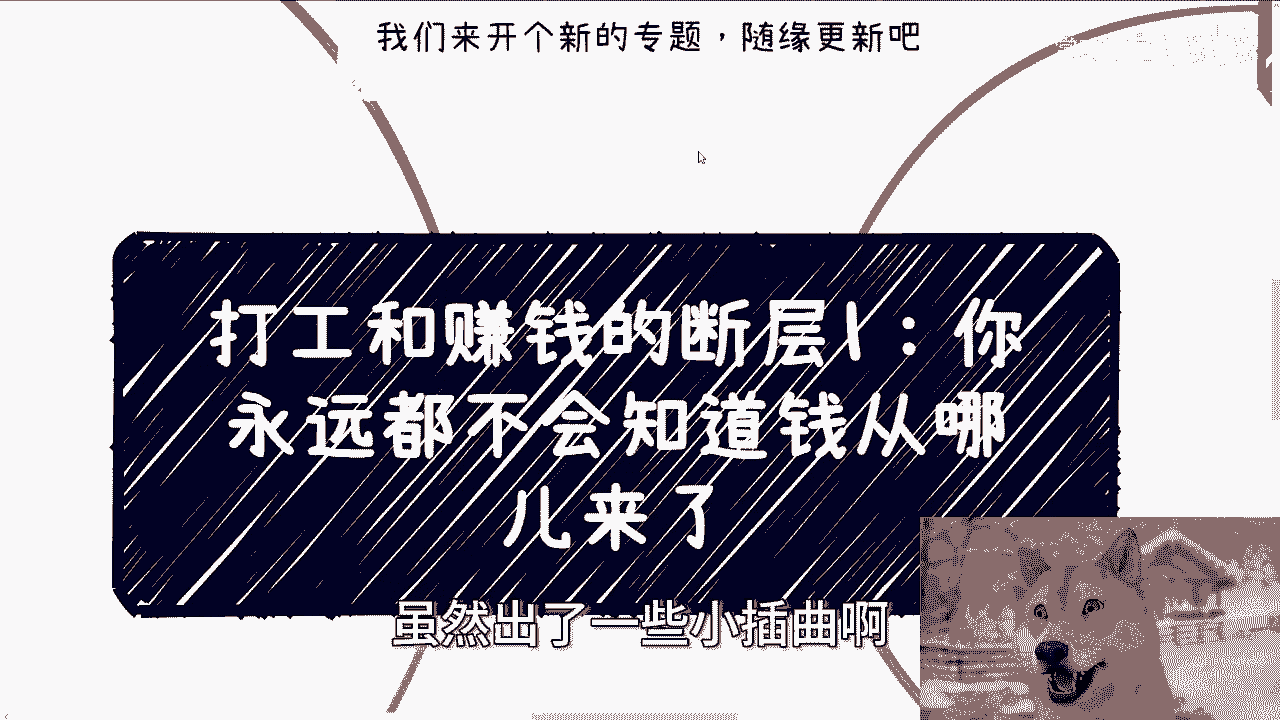 我们来开个新的专题，随缘更新吧
打工和赚钱的断层1：你
永远都不会知道钱从哪
儿来了
虽然出了一些小插曲啊